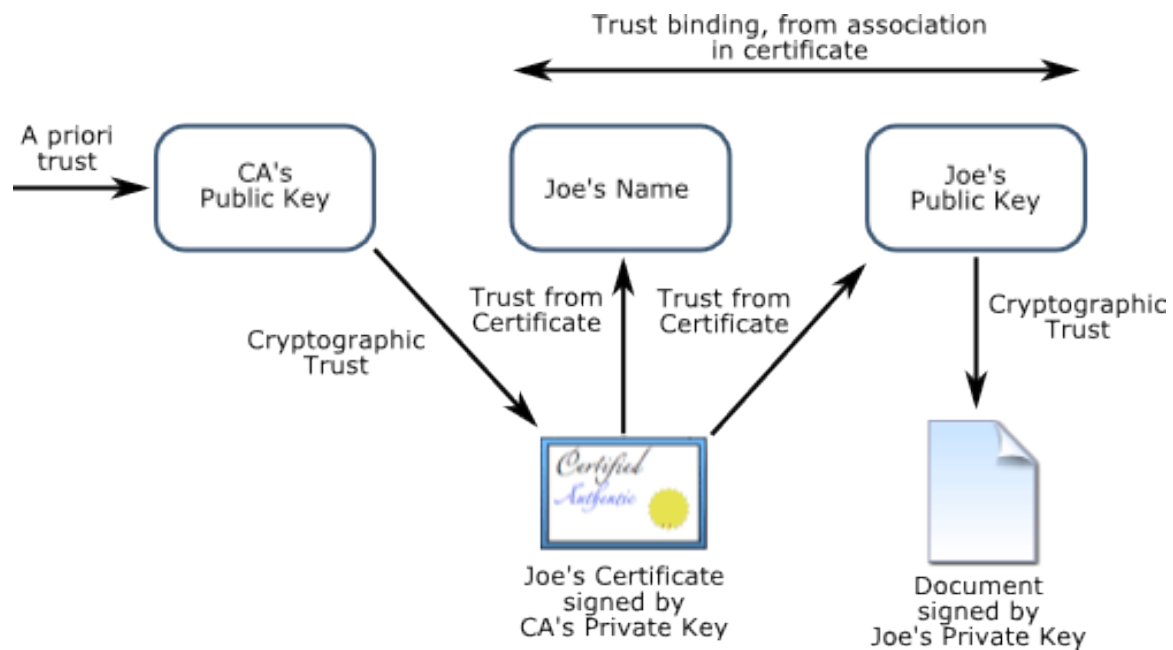 Trust binding, from association
in certificate
A priori
trust
CA's
Public Key
Joe's Name
Joe's
Public Key
Trust from
Certificate
Trust from
Certificate
Cryptographic
Trust
Cryptographic
Trust
Certified
Authentic
Joe's Certificate
signed by
CA's Private Key
Document
signed by
Joe's Private Key